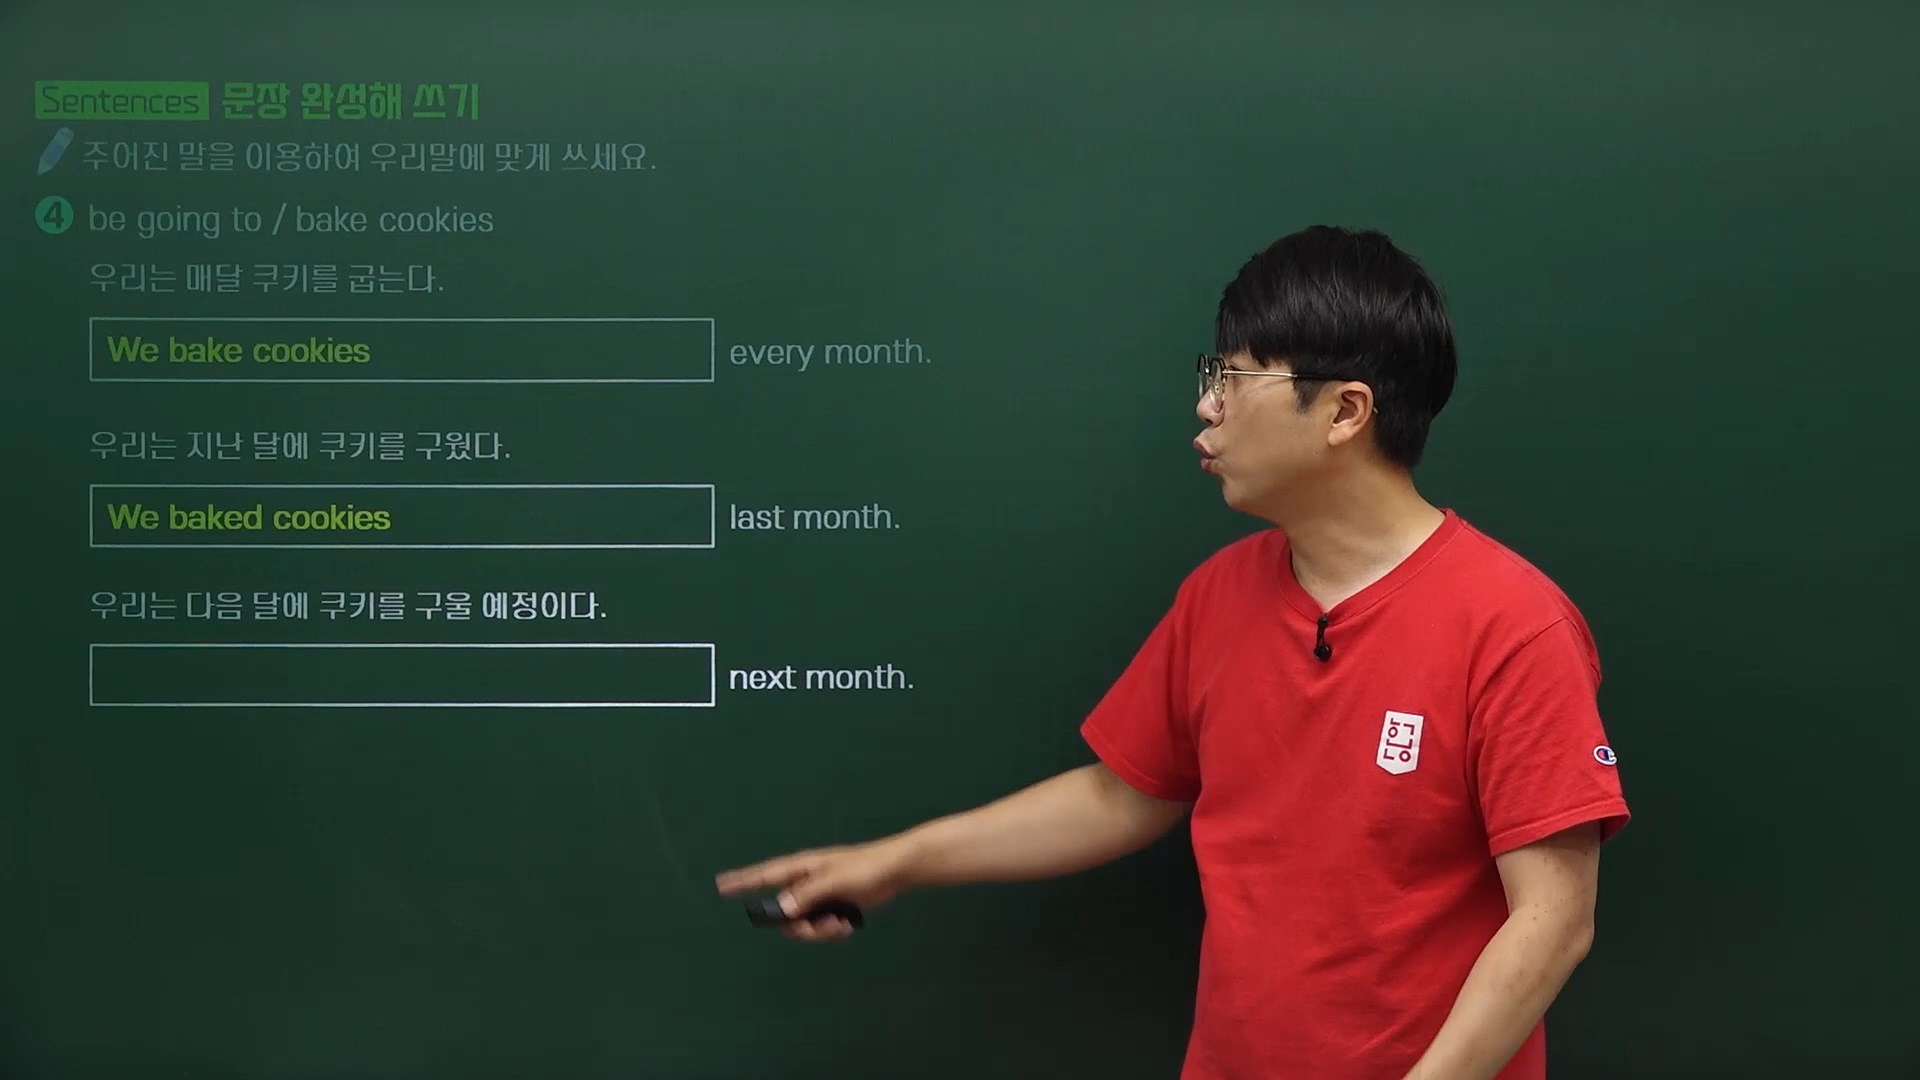 Sentences 문장 완성해 쓰기
주어진 말을 이용하여 우리말에 맞게 쓰세요.
4 be going to / bake cookies
우리는 매달 쿠키를 굽는다.
We bake cookies every month.
우리는 지난 달에 쿠키를 구웠다.
We baked cookies last month.
우리는 다음 달에 쿠키를 구울 예정이다.
next month.